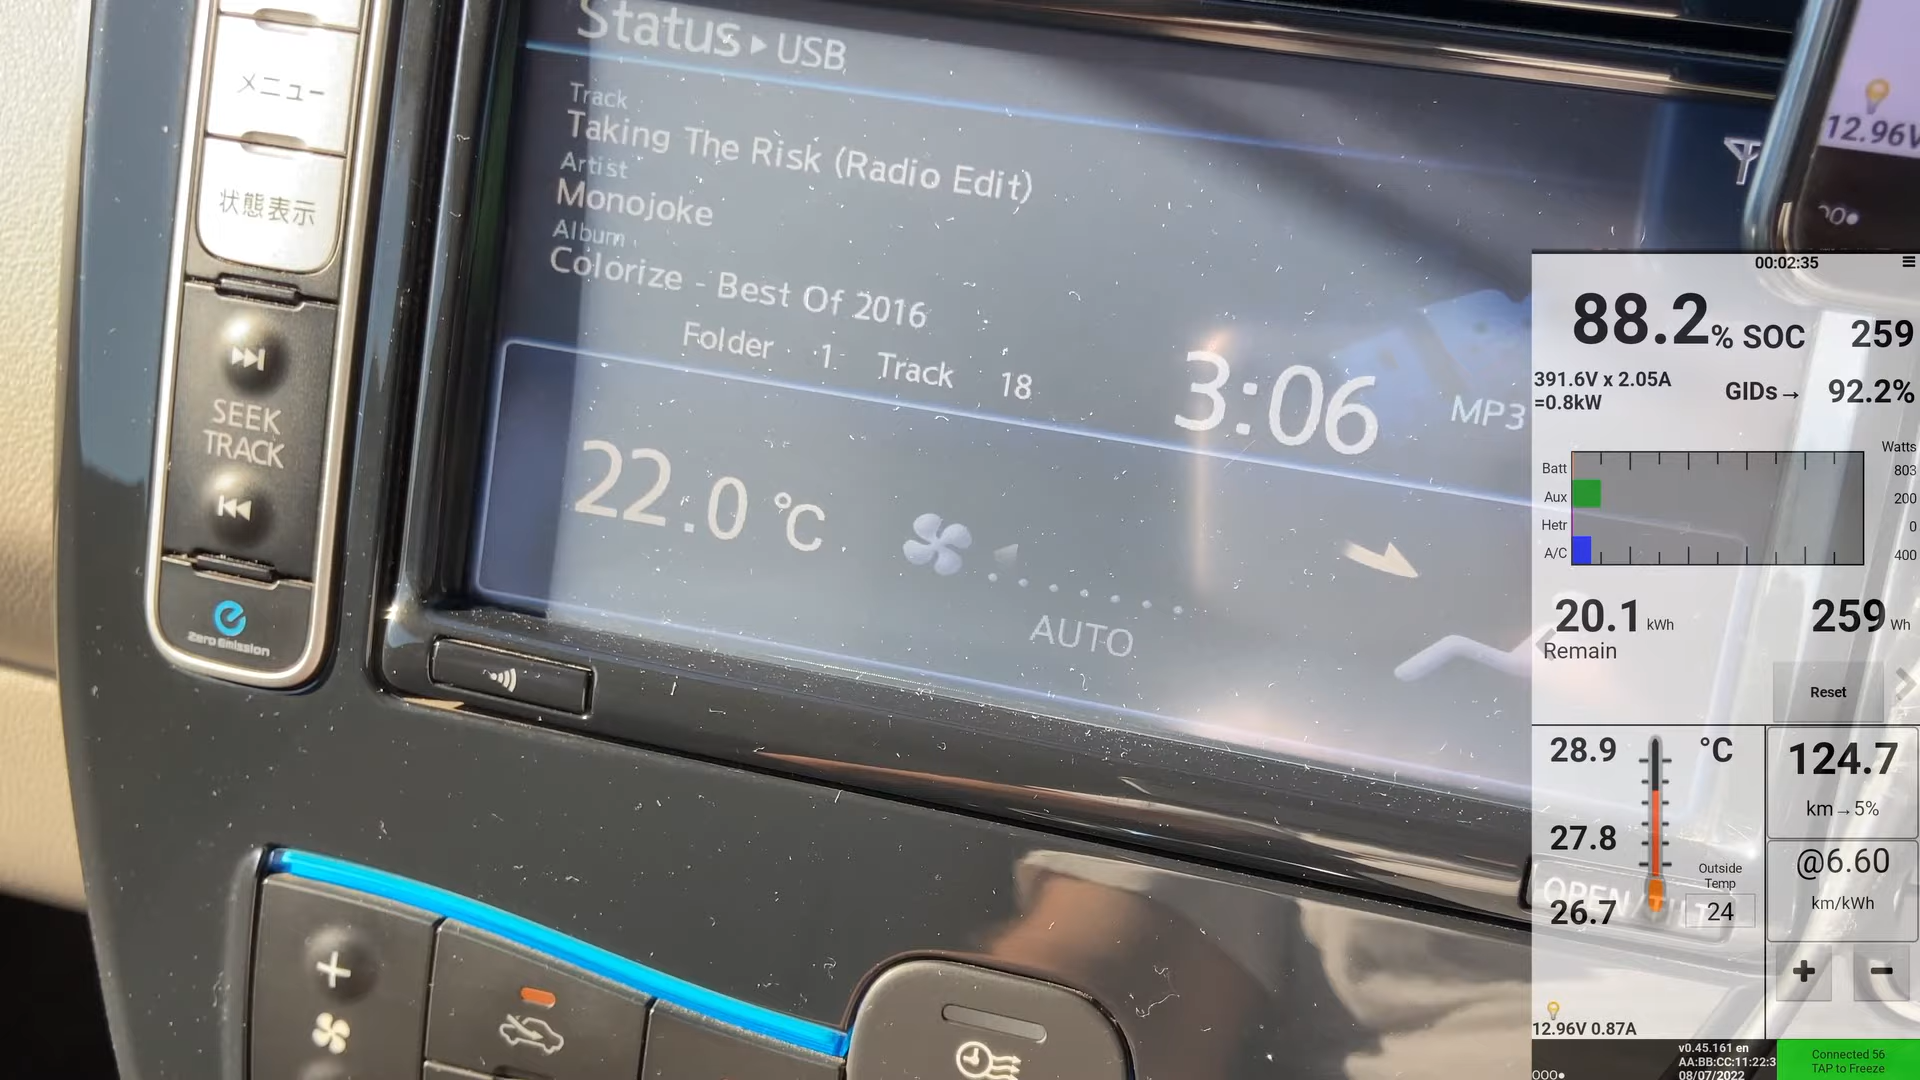 Status ▸ USB
Track
Taking The Risk (Radio Edit)
Artist
Monojoke
Album
Colorize - Best Of 2016
Folder 1 Track 18
3:06
MP3
22.0 °C
AUTO
メニュー
状態表示
SEEK
TRACK
Zero Emission
12.96V
00:02:35
88.2% SOC 259
391.6V x 2.05A
=0.8kW
GIDs→ 92.2%
Watts
Batt 803
Aux 200
Hetr 0
A/C 400
20.1 kWh
Remain
259 Wh
Reset
28.9 °C
27.8
26.7
Outside
Temp
24
124.7
km→5%
@6.60
km/kWh
+ −
12.96V 0.87A
v0.45.161 en
AA:BB:CC:11:22:3
08/07/2022
Connected 56
TAP to Freeze